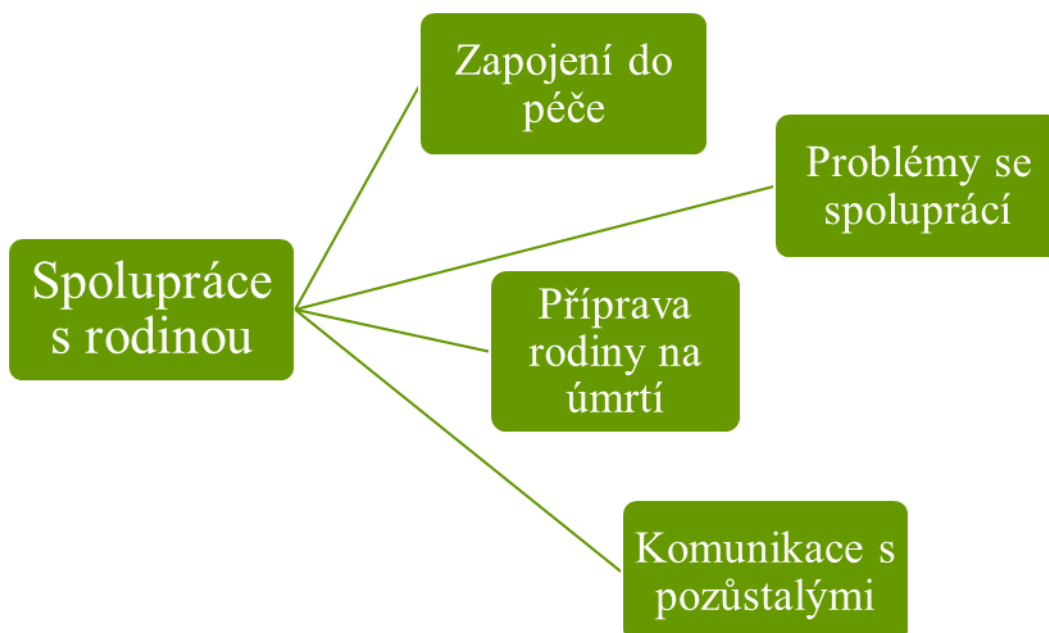 Zapojení do
péče
Problémy se
spoluprácí
Spolupráce
s rodinou
Příprava
rodiny na
úmrtí
Komunikace s
pozůstalými